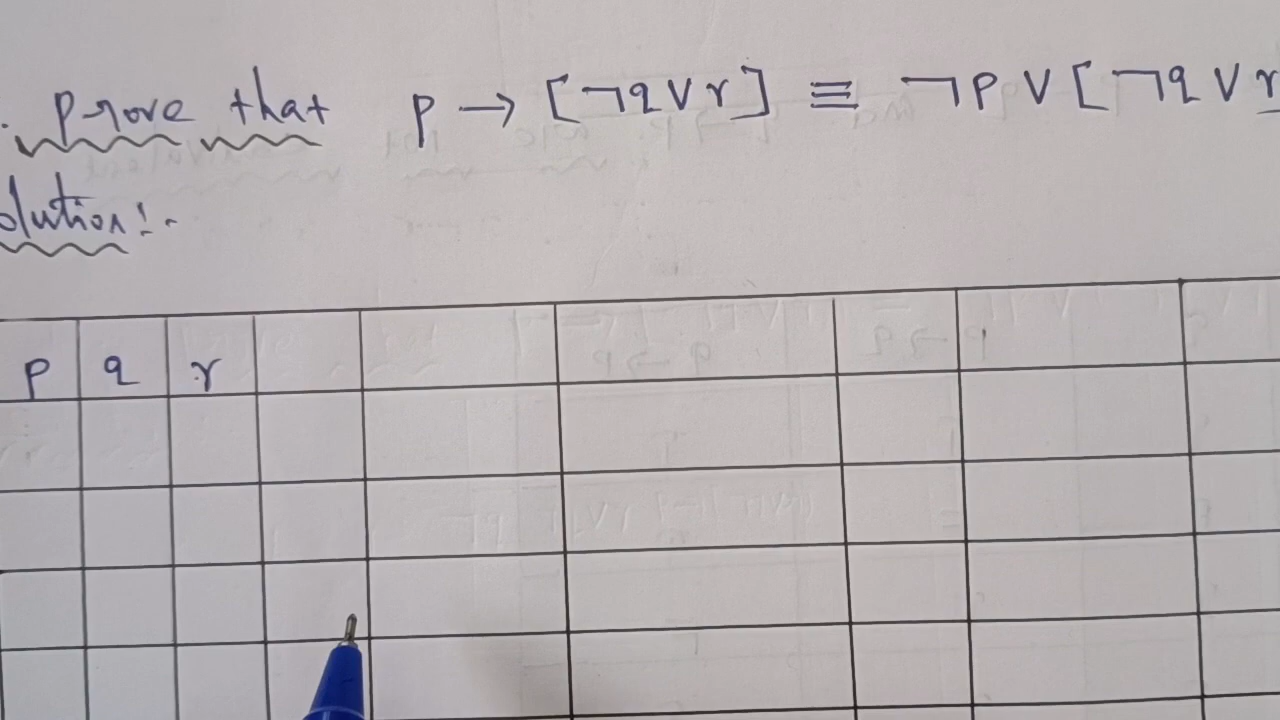 Prove that p → [¬q ∨ r] ≡ ¬p ∨ [¬q ∨ r
olution:-
p q r